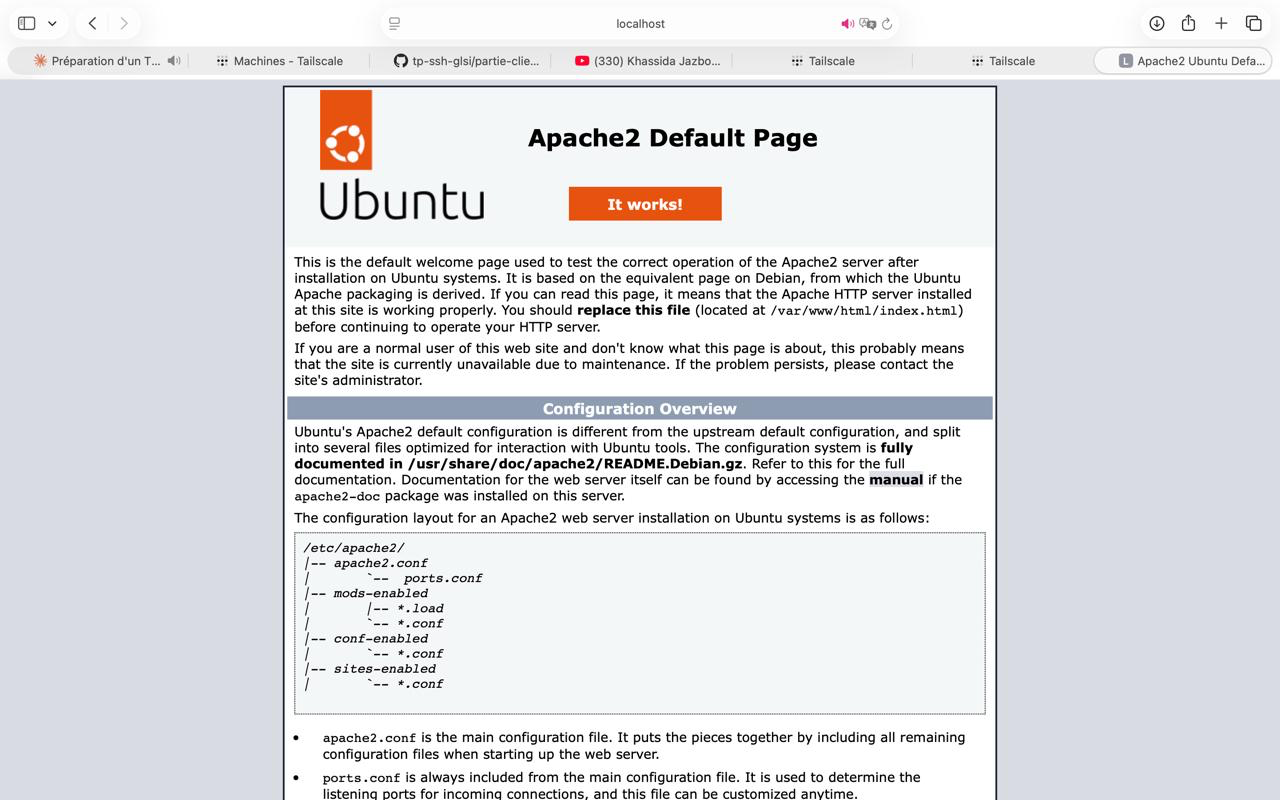 localhost
Préparation d'un T...
Machines - Tailscale
tp-ssh-glsi/partie-clie...
(330) Khassida Jazbo...
Tailscale
Tailscale
L Apache2 Ubuntu Defa...
Ubuntu
Apache2 Default Page
It works!
This is the default welcome page used to test the correct operation of the Apache2 server after
installation on Ubuntu systems. It is based on the equivalent page on Debian, from which the Ubuntu
Apache packaging is derived. If you can read this page, it means that the Apache HTTP server installed
at this site is working properly. You should replace this file (located at /var/www/html/index.html)
before continuing to operate your HTTP server.
If you are a normal user of this web site and don't know what this page is about, this probably means
that the site is currently unavailable due to maintenance. If the problem persists, please contact the
site's administrator.
Configuration Overview
Ubuntu's Apache2 default configuration is different from the upstream default configuration, and split
into several files optimized for interaction with Ubuntu tools. The configuration system is fully
documented in /usr/share/doc/apache2/README.Debian.gz. Refer to this for the full
documentation. Documentation for the web server itself can be found by accessing the manual if the
apache2-doc package was installed on this server.
The configuration layout for an Apache2 web server installation on Ubuntu systems is as follows:
/etc/apache2/
|-- apache2.conf
|       `--  ports.conf
|-- mods-enabled
|       |-- *.load
|       `-- *.conf
|-- conf-enabled
|       `-- *.conf
|-- sites-enabled
|       `-- *.conf
• apache2.conf is the main configuration file. It puts the pieces together by including all remaining
configuration files when starting up the web server.
• ports.conf is always included from the main configuration file. It is used to determine the
listening ports for incoming connections, and this file can be customized anytime.